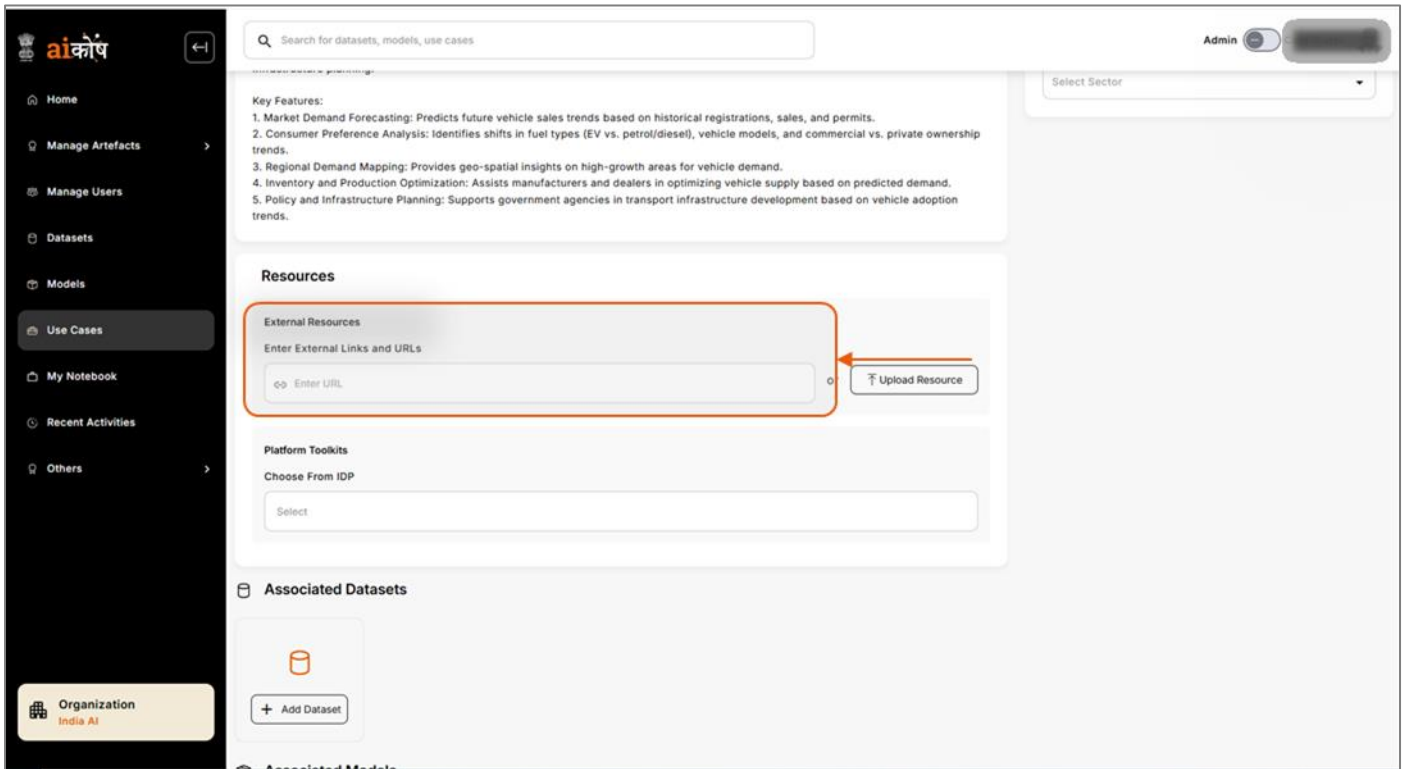 aiकोष
Home
Manage Artefacts
Manage Users
Datasets
Models
Use Cases
My Notebook
Recent Activities
Others
Organization
India AI
Search for datasets, models, use cases
Admin
Select Sector
Key Features:
1. Market Demand Forecasting: Predicts future vehicle sales trends based on historical registrations, sales, and permits.
2. Consumer Preference Analysis: Identifies shifts in fuel types (EV vs. petrol/diesel), vehicle models, and commercial vs. private ownership
trends.
3. Regional Demand Mapping: Provides geo-spatial insights on high-growth areas for vehicle demand.
4. Inventory and Production Optimization: Assists manufacturers and dealers in optimizing vehicle supply based on predicted demand.
5. Policy and Infrastructure Planning: Supports government agencies in transport infrastructure development based on vehicle adoption
trends.
Resources
External Resources
Enter External Links and URLs
Enter URL
Upload Resource
Platform Toolkits
Choose From IDP
Select
Associated Datasets
+ Add Dataset
Associated Models